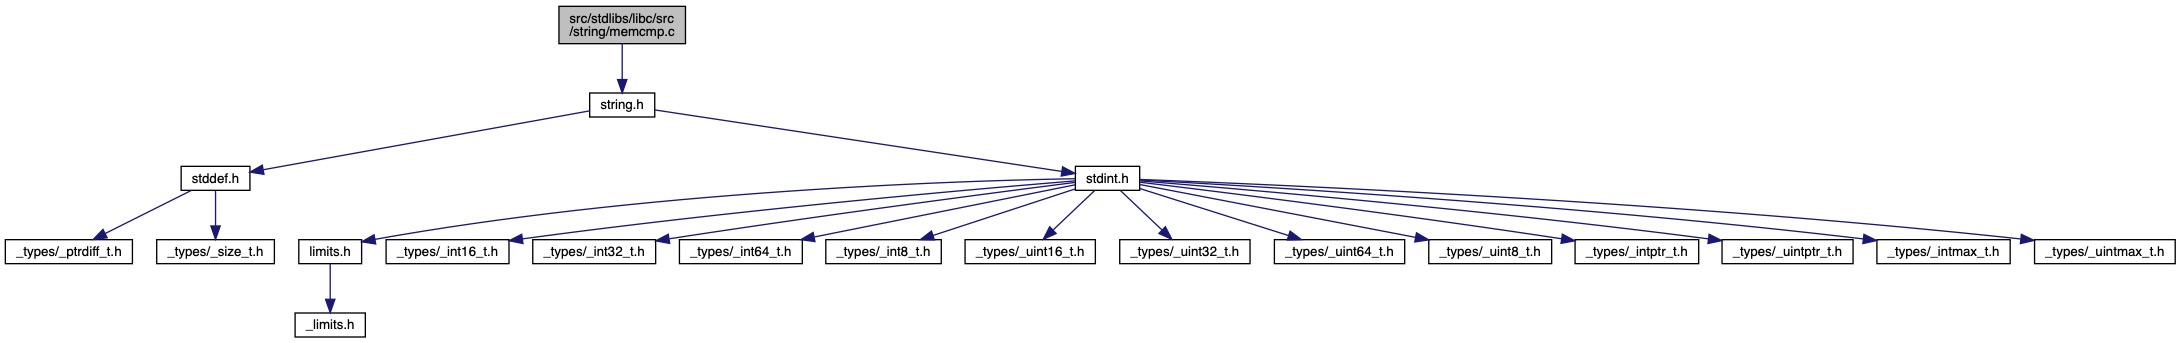 src/stdlibs/libc/src
/string/memcmp.c
string.h
stddef.h
stdint.h
_types/_ptrdiff_t.h
_types/_size_t.h
limits.h
_types/_int16_t.h
_types/_int32_t.h
_types/_int64_t.h
_types/_int8_t.h
_types/_uint16_t.h
_types/_uint32_t.h
_types/_uint64_t.h
_types/_uint8_t.h
_types/_intptr_t.h
_types/_uintptr_t.h
_types/_intmax_t.h
_types/_uintmax_t.h
_limits.h